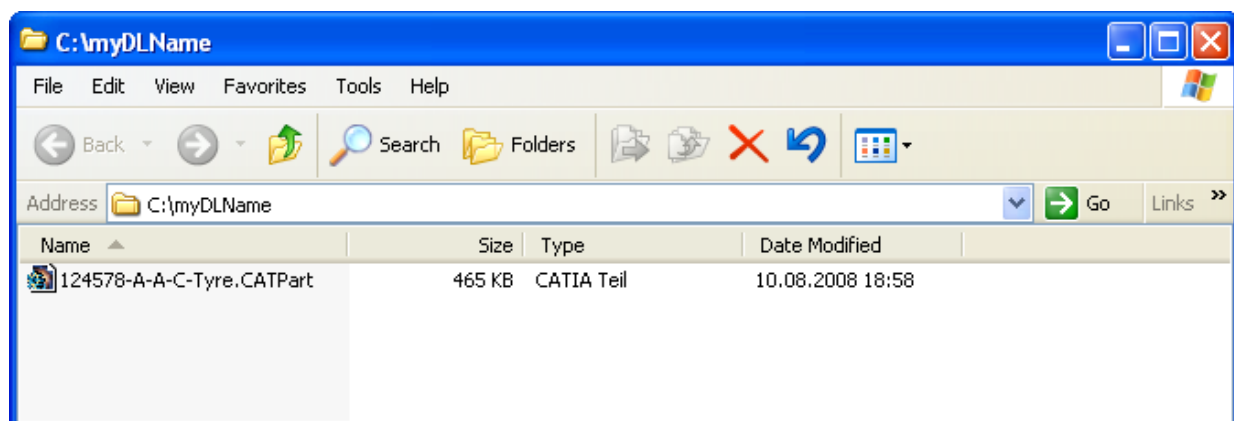 C:\myDLName
File Edit View Favorites Tools Help
Back Search Folders
Address C:\myDLName Go Links »
Name Size Type Date Modified
124578-A-A-C-Tyre.CATPart 465 KB CATIA Teil 10.08.2008 18:58